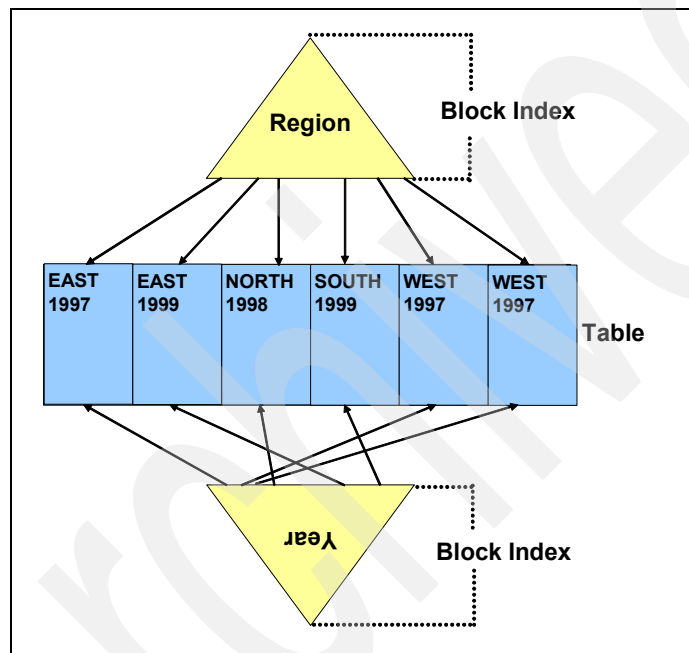 Region
Block Index
EAST
1997
EAST
1999
NORTH
1998
SOUTH
1999
WEST
1997
WEST
1997
Table
Year
Block Index